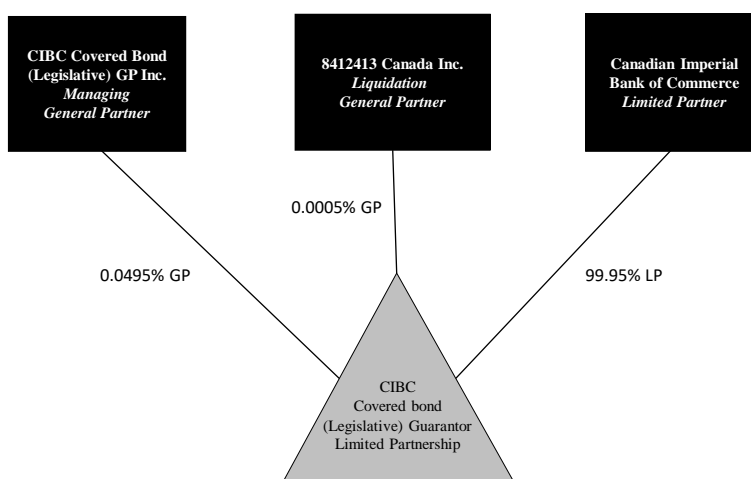 CIBC Covered Bond
(Legislative) GP Inc.
Managing
General Partner
8412413 Canada Inc.
Liquidation
General Partner
Canadian Imperial
Bank of Commerce
Limited Partner
0.0005% GP
0.0495% GP
99.95% LP
CIBC
Covered bond
(Legislative) Guarantor
Limited Partnership